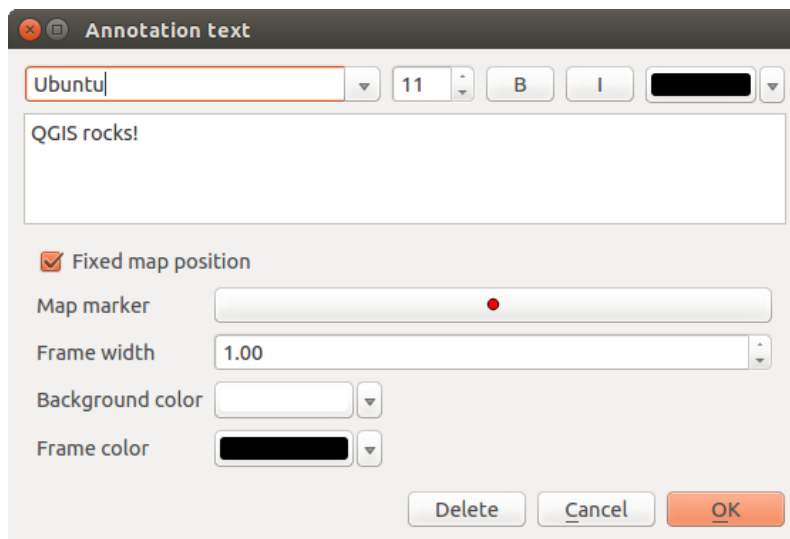 Annotation text
Ubuntu 11 B I
QGIS rocks!
Fixed map position
Map marker
Frame width 1.00
Background color
Frame color
Delete Cancel OK